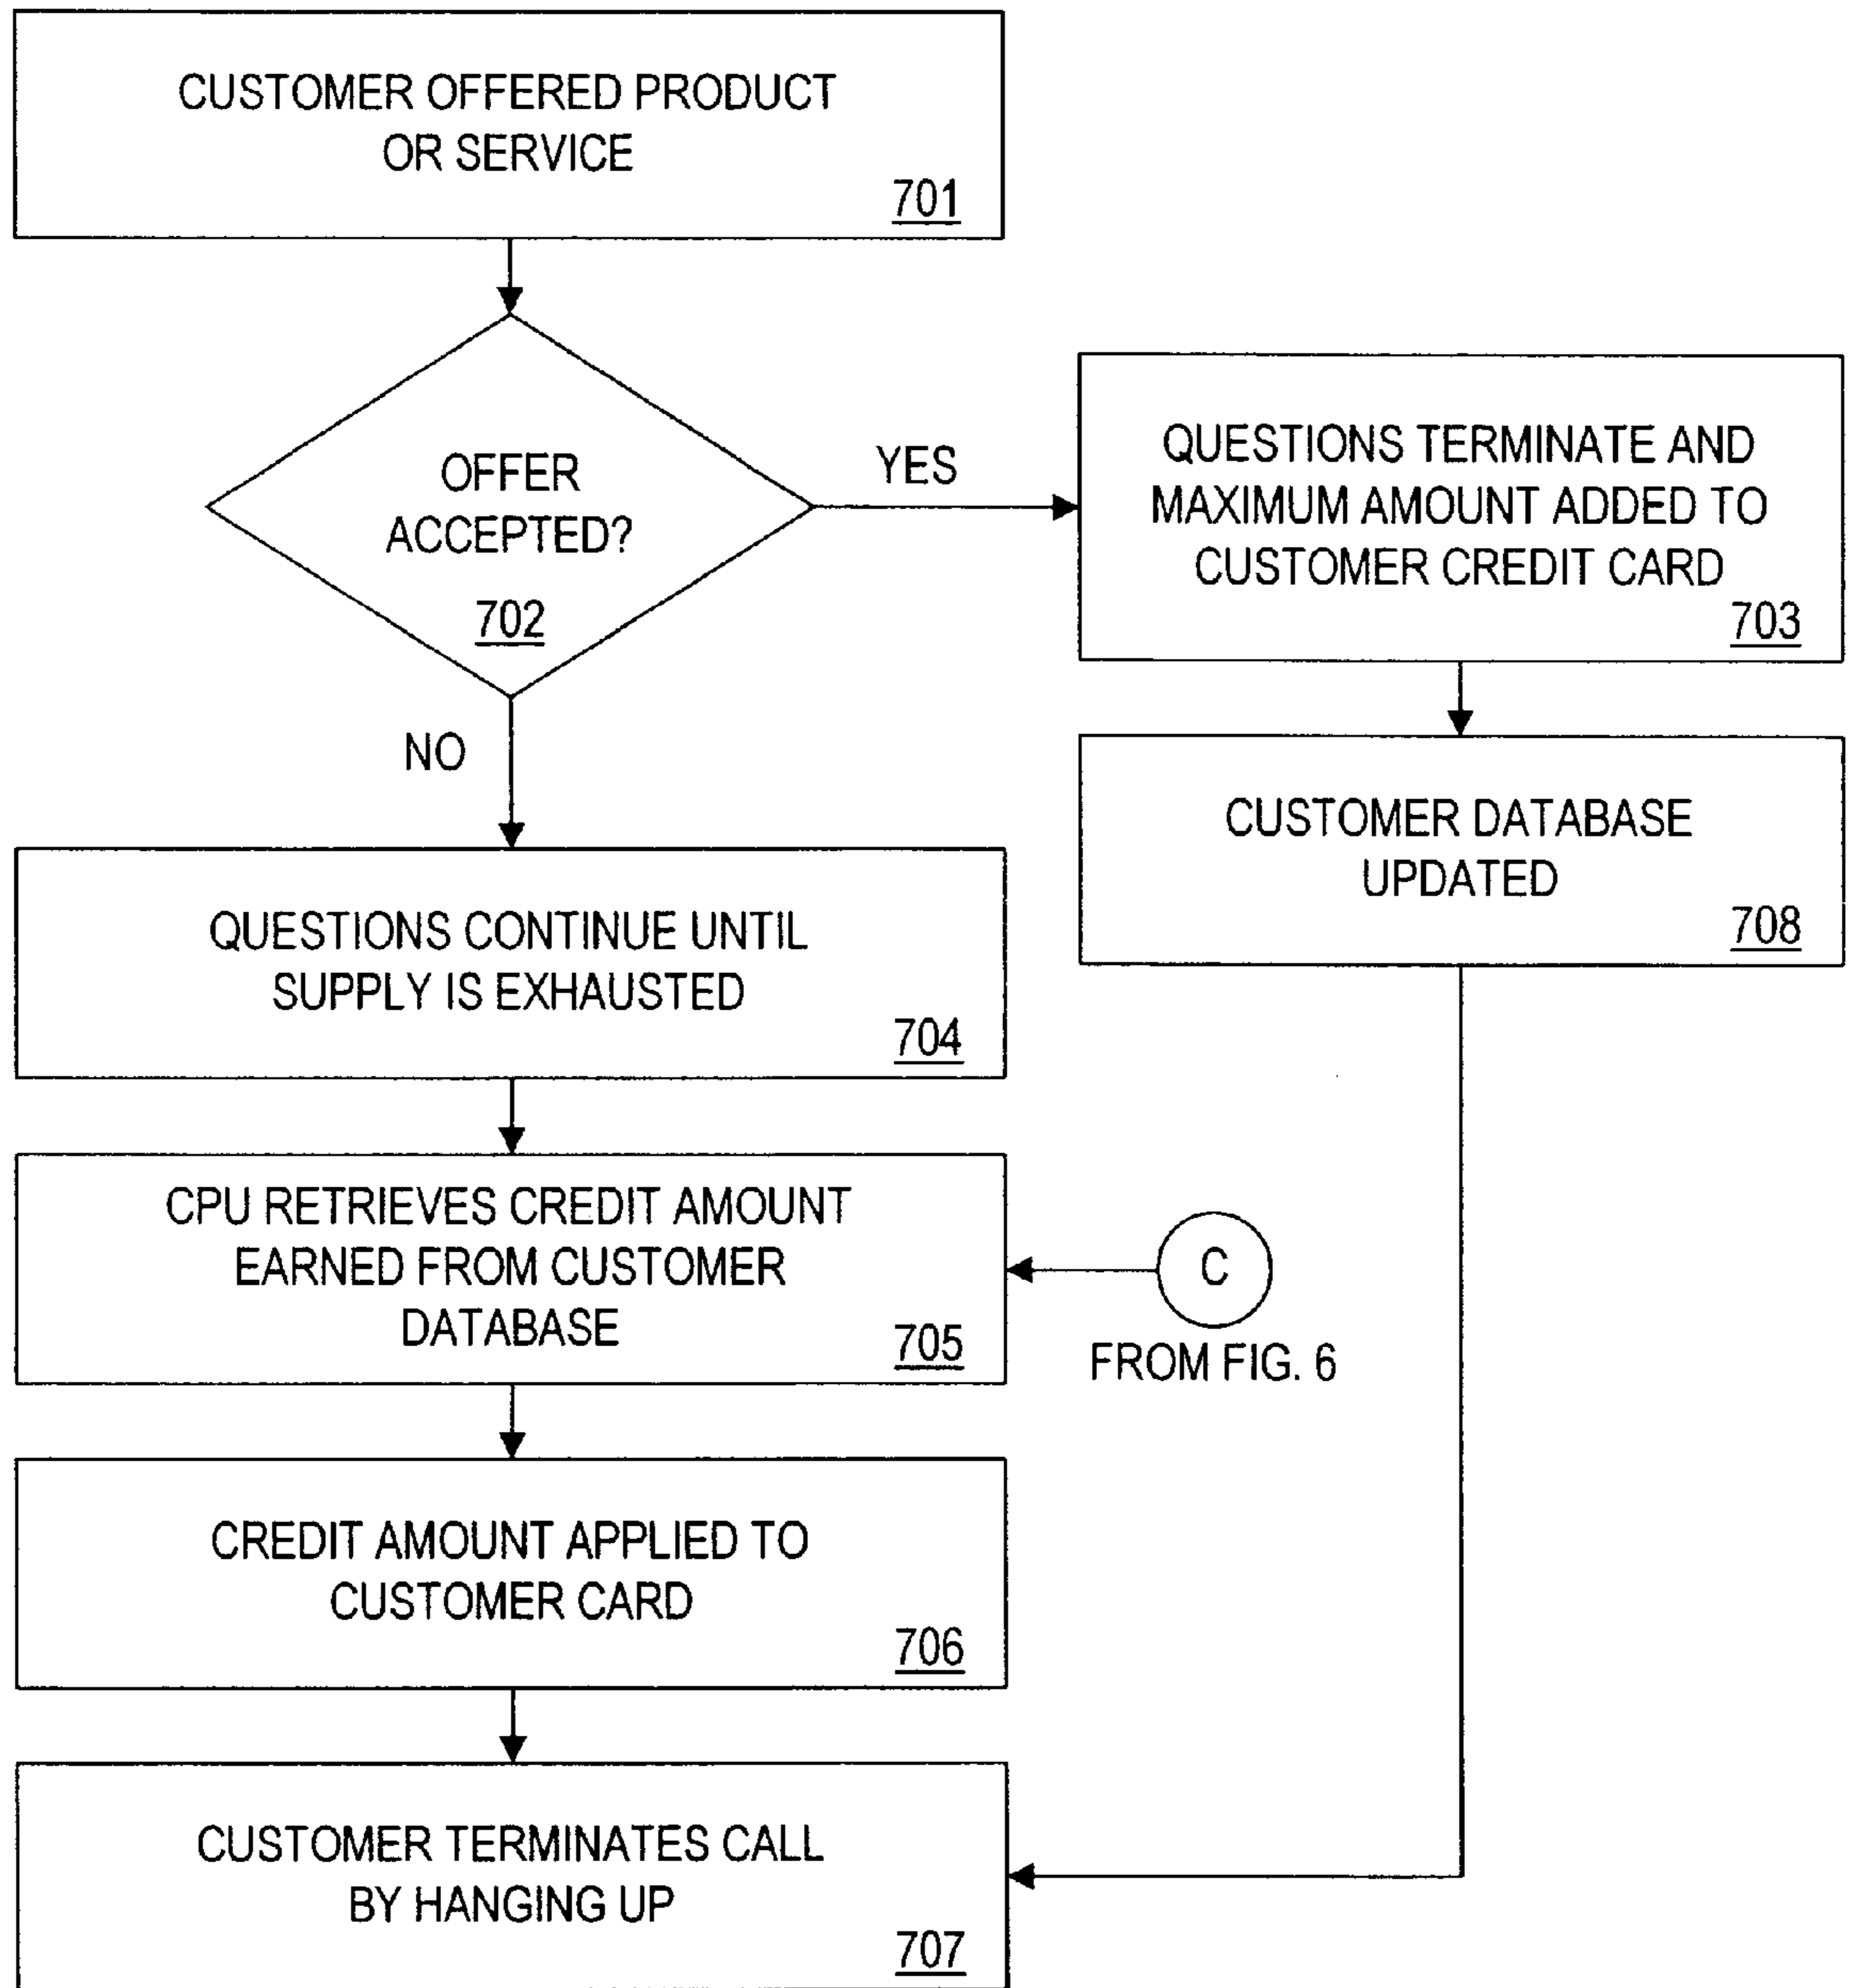 CUSTOMER OFFERED PRODUCT
OR SERVICE
701
OFFER
ACCEPTED?
702
YES
QUESTIONS TERMINATE AND
MAXIMUM AMOUNT ADDED TO
CUSTOMER CREDIT CARD
703
NO
CUSTOMER DATABASE
UPDATED
708
QUESTIONS CONTINUE UNTIL
SUPPLY IS EXHAUSTED
704
CPU RETRIEVES CREDIT AMOUNT
EARNED FROM CUSTOMER
DATABASE
705
C
FROM FIG. 6
CREDIT AMOUNT APPLIED TO
CUSTOMER CARD
706
CUSTOMER TERMINATES CALL
BY HANGING UP
707